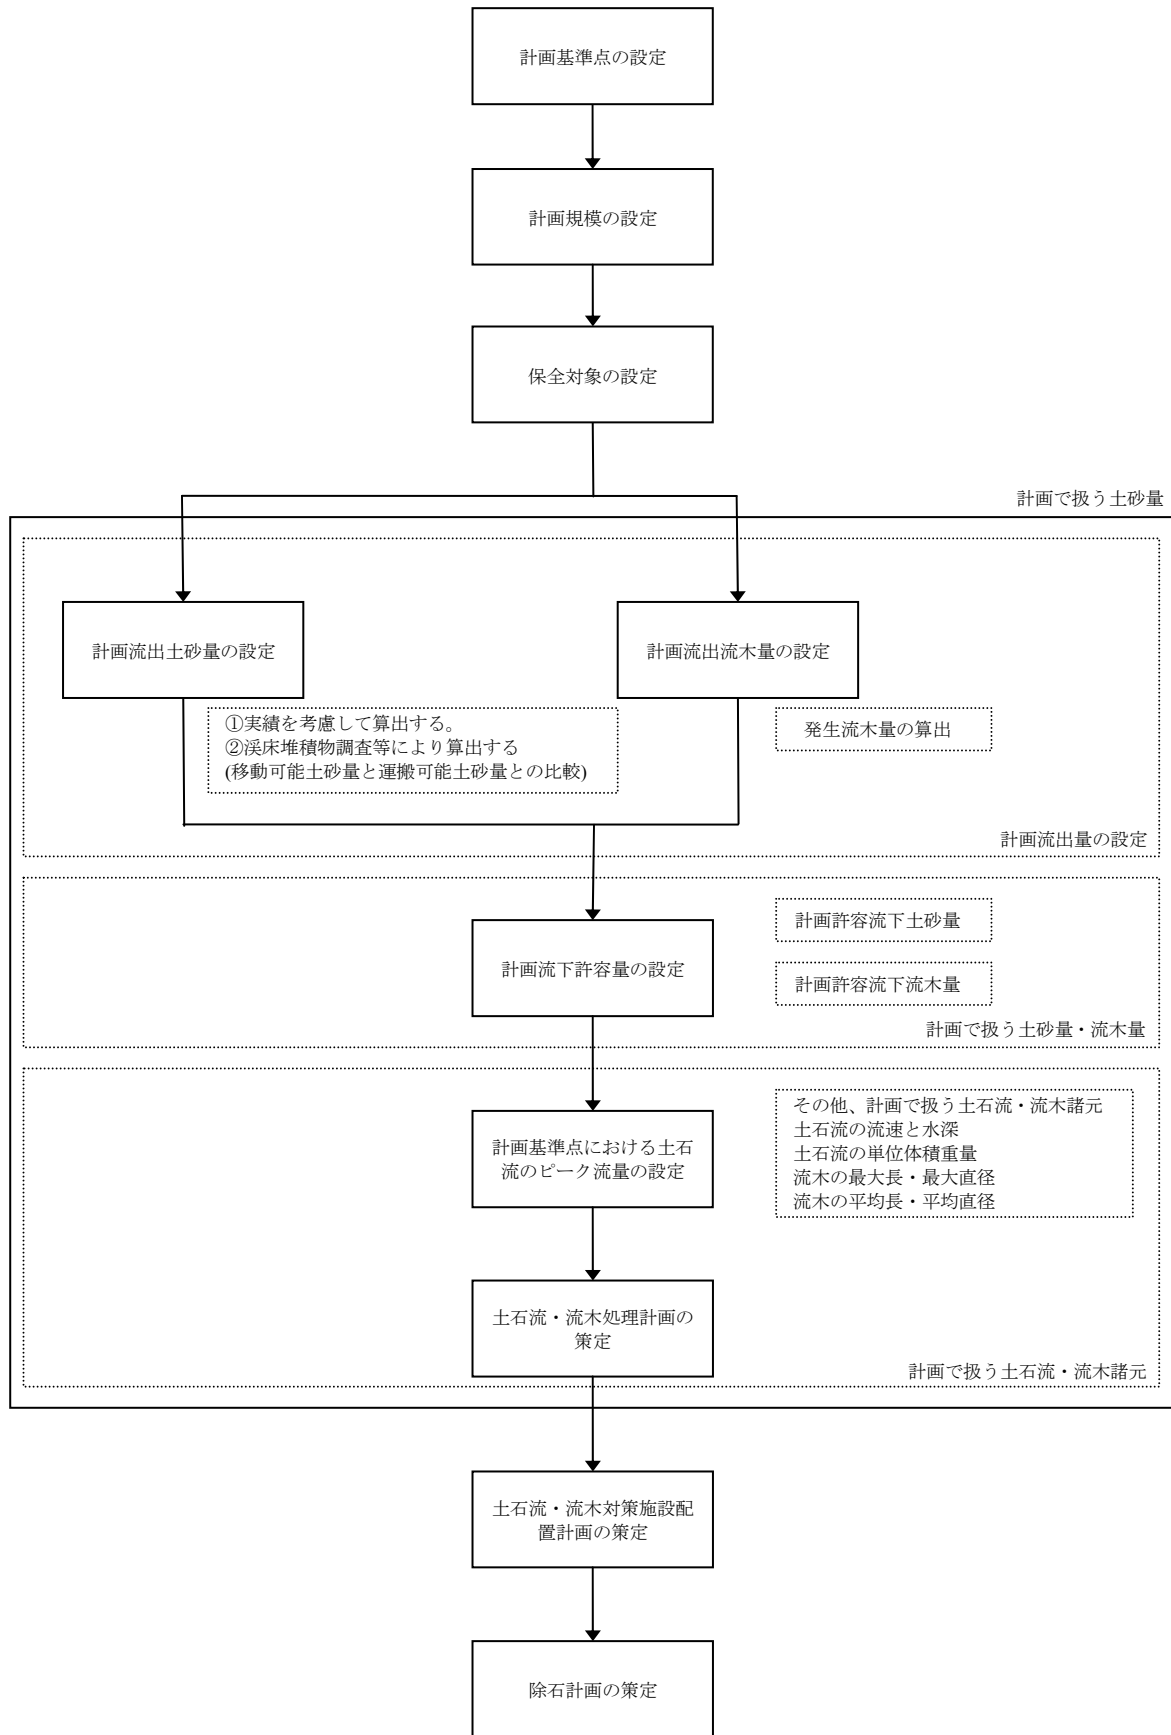 計画基準点の設定
計画規模の設定
保全対象の設定
計画で扱う土砂量
計画流出土砂量の設定
計画流出流木量の設定
①実績を考慮して算出する。
②渓床堆積物調査等により算出する
(移動可能土砂量と運搬可能土砂量との比較)
発生流木量の算出
計画流出量の設定
計画流下許容量の設定
計画許容流下土砂量
計画許容流下流木量
計画で扱う土砂量・流木量
計画基準点における土石
流のピーク流量の設定
その他、計画で扱う土石流・流木諸元
土石流の流速と水深
土石流の単位体積重量
流木の最大長・最大直径
流木の平均長・平均直径
土石流・流木処理計画の
策定
計画で扱う土石流・流木諸元
土石流・流木対策施設配
置計画の策定
除石計画の策定